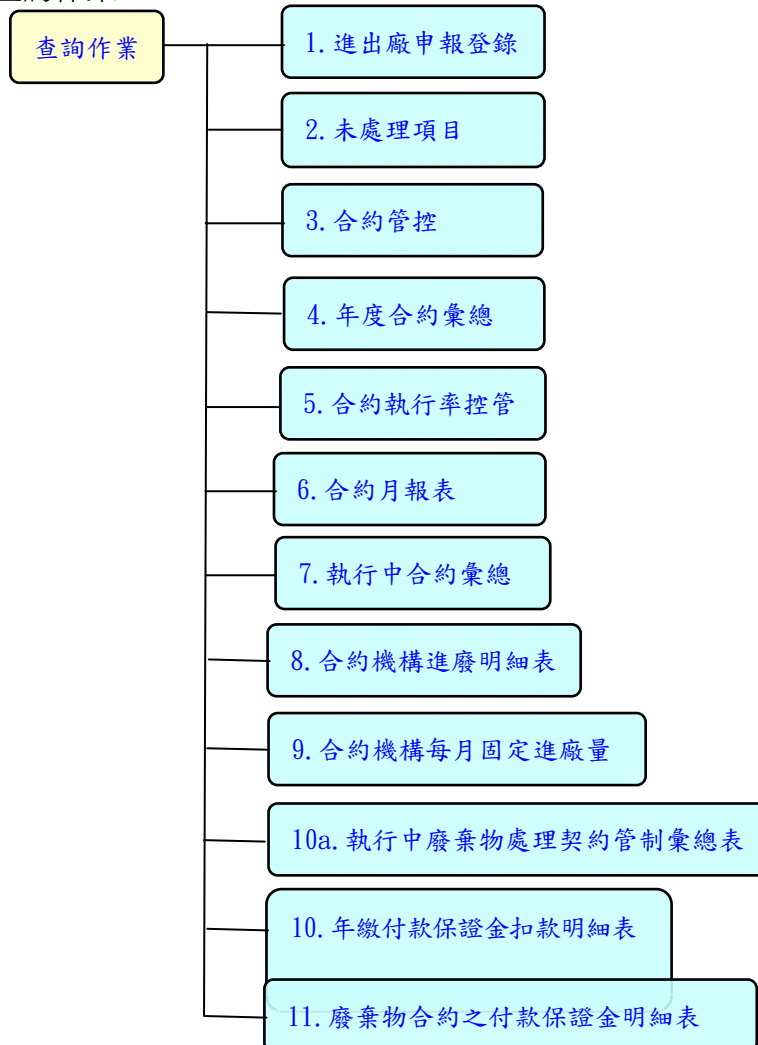 查詢作業
1.進出廠申報登錄
2.未處理項目
3.合約管控
4.年度合約彙總
5.合約執行率控管
6.合約月報表
7.執行中合約彙總
8.合約機構進廢明細表
9.合約機構每月固定進廠量
10a.執行中廢棄物處理契約管制彙總表
10.年繳付款保證金扣款明細表
11.廢棄物合約之付款保證金明細表